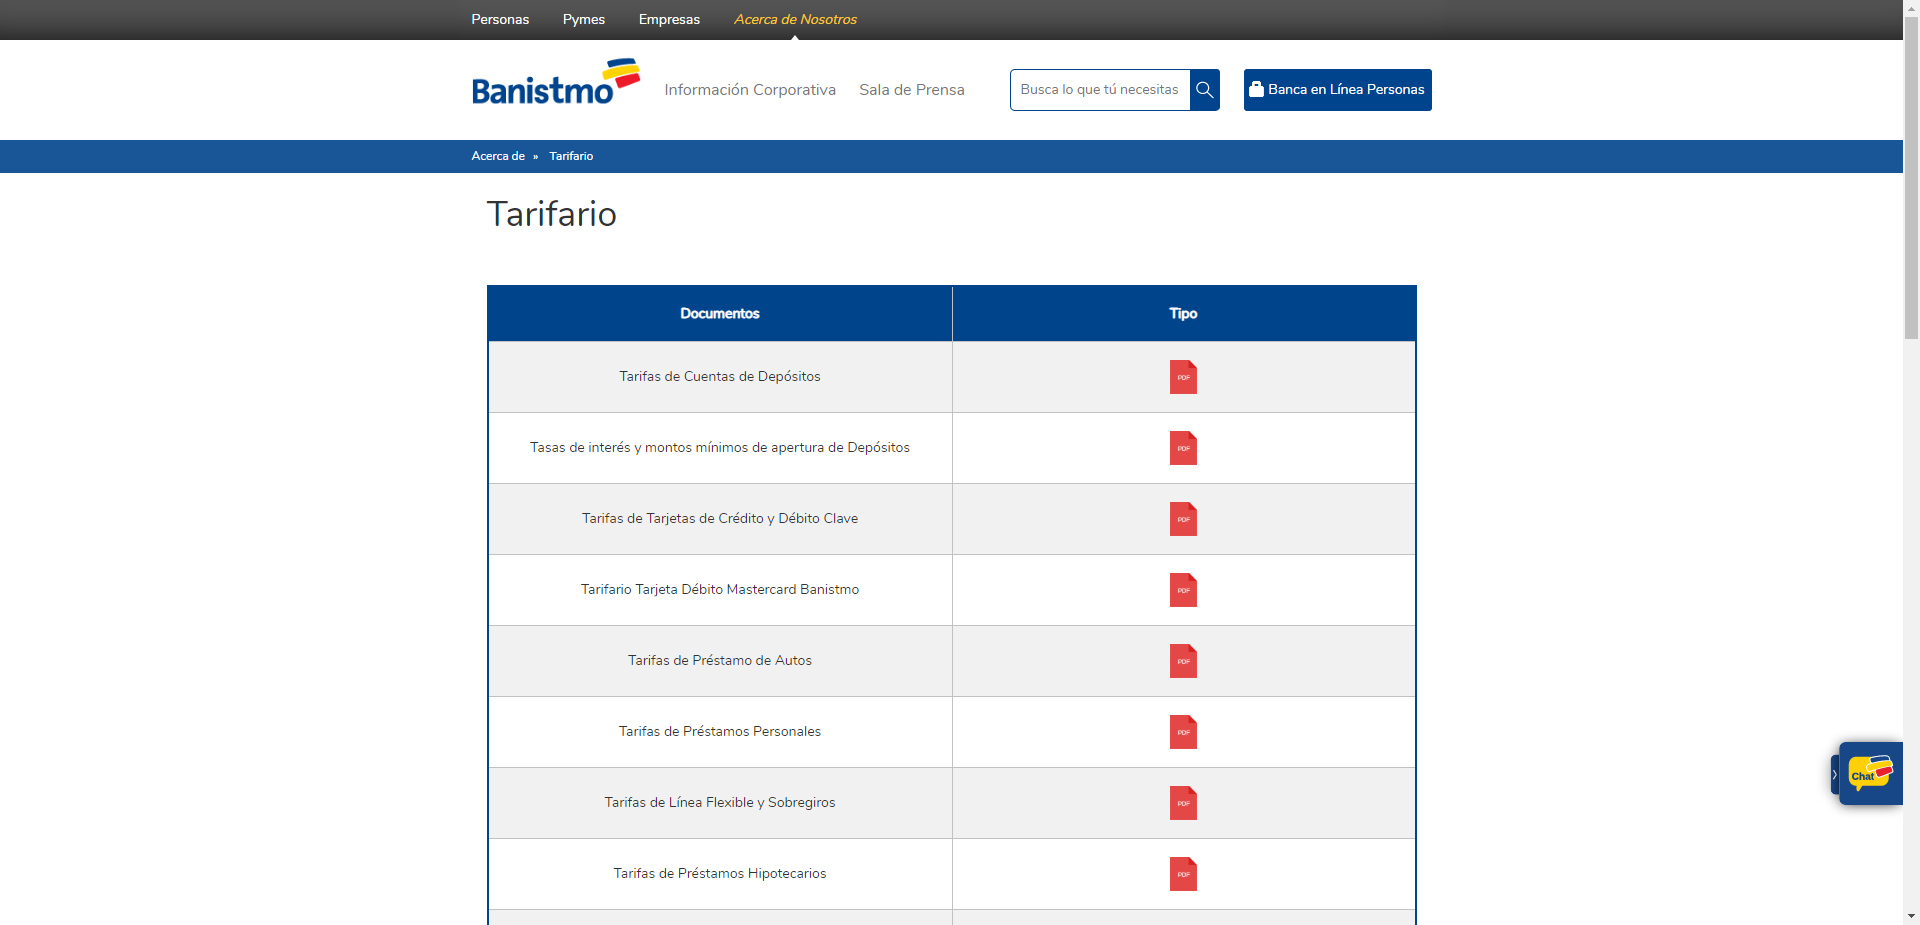 Personas Pymes Empresas Acerca de Nosotros
Banistmo Información Corporativa Sala de Prensa Busca lo que tú necesitas Banca en Línea Personas
Acerca de » Tarifario
Tarifario
Documentos Tipo
Tarifas de Cuentas de Depósitos PDF
Tasas de interés y montos mínimos de apertura de Depósitos PDF
Tarifas de Tarjetas de Crédito y Débito Clave PDF
Tarifario Tarjeta Débito Mastercard Banistmo PDF
Tarifas de Préstamo de Autos PDF
Tarifas de Préstamos Personales PDF
Chat
Tarifas de Línea Flexible y Sobregiros PDF
Tarifas de Préstamos Hipotecarios PDF